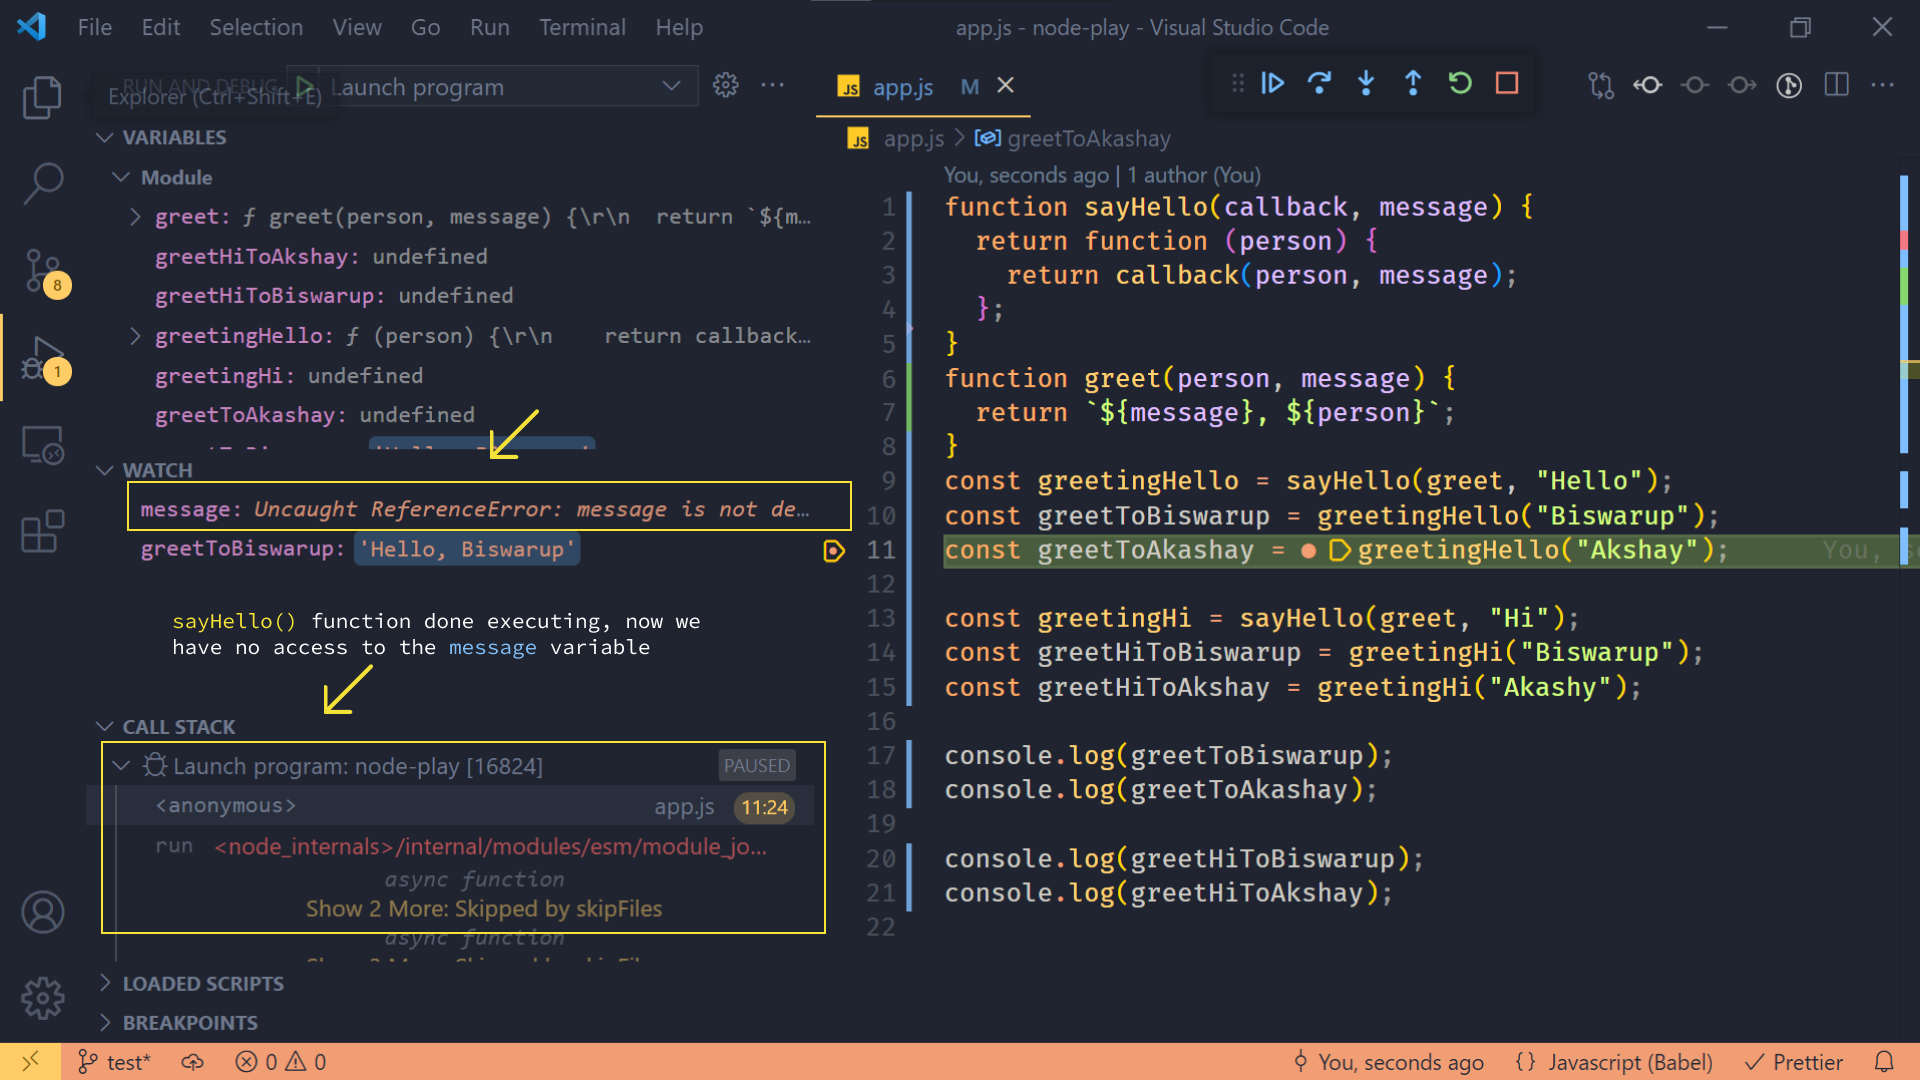 File Edit Selection View Go Run Terminal Help
app.js - node-play - Visual Studio Code
RUN AND DEBUG
Launch program
Explorer (Ctrl+Shift+E)
VARIABLES
Module
greet: ƒ greet(person, message) {\r\n return `${m…
greetHiToAkshay: undefined
greetHiToBiswarup: undefined
greetingHello: ƒ (person) {\r\n return callback…
greetingHi: undefined
greetToAkashay: undefined
WATCH
message: Uncaught ReferenceError: message is not de…
greetToBiswarup: 'Hello, Biswarup'
sayHello() function done executing, now we
have no access to the message variable
CALL STACK
Launch program: node-play [16824] PAUSED
<anonymous> app.js 11:24
run <node_internals>/internal/modules/esm/module_jo…
async function
Show 2 More: Skipped by skipFiles
async function
LOADED SCRIPTS
BREAKPOINTS
8
1
JS app.js M
JS app.js > greetToAkashay
You, seconds ago | 1 author (You)
1 function sayHello(callback, message) {
2 return function (person) {
3 return callback(person, message);
4 };
5 }
6 function greet(person, message) {
7 return `${message}, ${person}`;
8 }
9 const greetingHello = sayHello(greet, "Hello");
10 const greetToBiswarup = greetingHello("Biswarup");
11 const greetToAkashay = greetingHello("Akshay"); You, s
12
13 const greetingHi = sayHello(greet, "Hi");
14 const greetHiToBiswarup = greetingHi("Biswarup");
15 const greetHiToAkshay = greetingHi("Akashy");
16
17 console.log(greetToBiswarup);
18 console.log(greetToAkashay);
19
20 console.log(greetHiToBiswarup);
21 console.log(greetHiToAkshay);
22
test* 0 0 You, seconds ago {} Javascript (Babel) Prettier